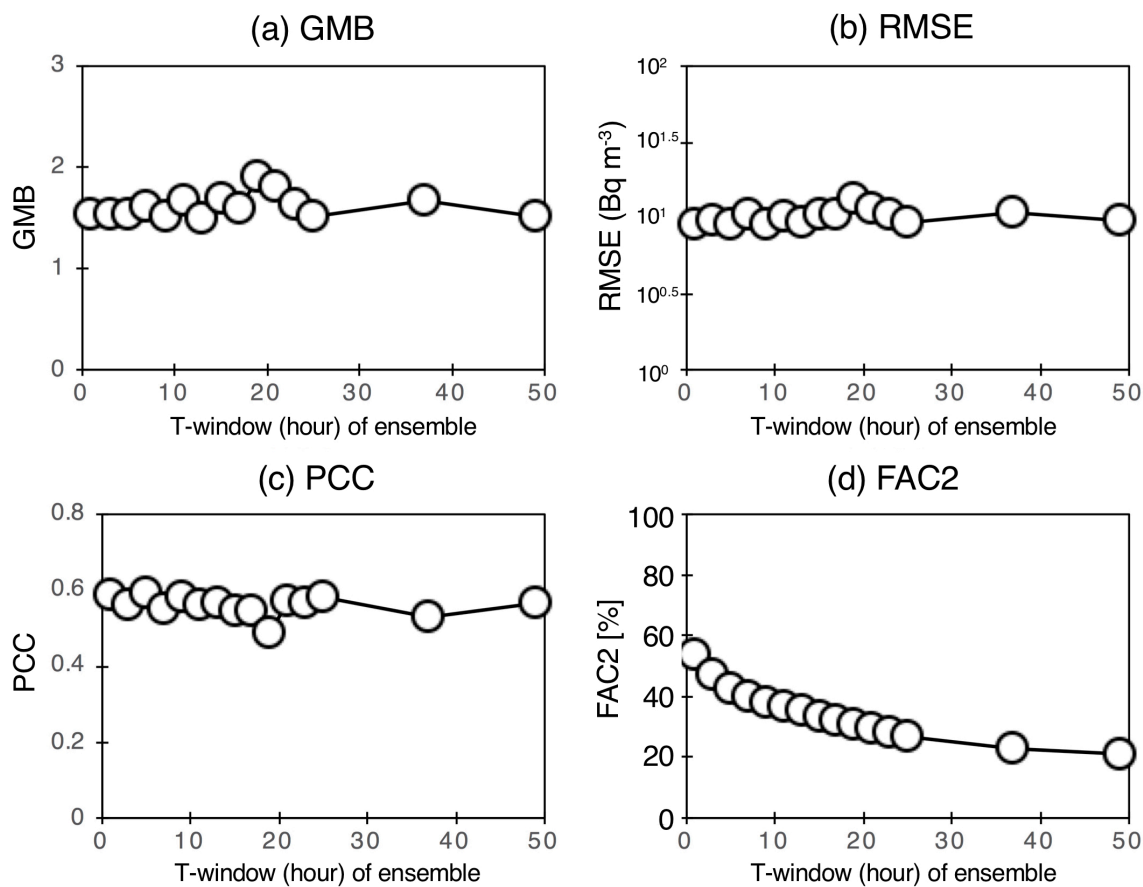 (a) GMB
3
2
1
0
GMB
0 10 20 30 40 50
T-window (hour) of ensemble
(b) RMSE
10²
10¹·⁵
10¹
10⁰·⁵
10⁰
RMSE (Bq m⁻³)
0 10 20 30 40 50
T-window (hour) of ensemble
(c) PCC
0.8
0.6
0.4
0.2
0
PCC
0 10 20 30 40 50
T-window (hour) of ensemble
(d) FAC2
100
80
60
40
20
0
FAC2 [%]
0 10 20 30 40 50
T-window (hour) of ensemble